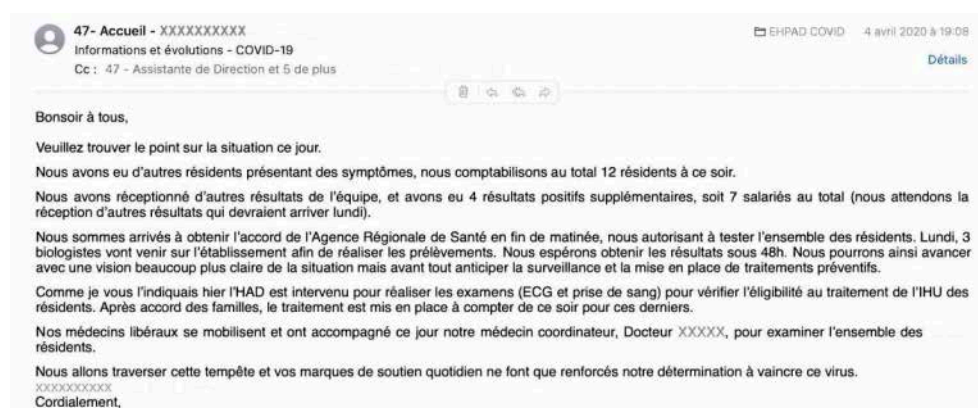 47- Accueil - XXXXXXXXXX
EHPAD COVID 4 avril 2020 à 19:08
Informations et évolutions - COVID-19
Cc : 47 - Assistante de Direction et 5 de plus
Détails
Bonsoir à tous,
Veuillez trouver le point sur la situation ce jour.
Nous avons eu d'autres résidents présentant des symptômes, nous comptabilisons au total 12 résidents à ce soir.
Nous avons réceptionné d'autres résultats de l'équipe, et avons eu 4 résultats positifs supplémentaires, soit 7 salariés au total (nous attendons la
réception d'autres résultats qui devraient arriver lundi).
Nous sommes arrivés à obtenir l'accord de l'Agence Régionale de Santé en fin de matinée, nous autorisant à tester l'ensemble des résidents. Lundi, 3
biologistes vont venir sur l'établissement afin de réaliser les prélèvements. Nous espérons obtenir les résultats sous 48h. Nous pourrons ainsi avancer
avec une vision beaucoup plus claire de la situation mais avant tout anticiper la surveillance et la mise en place de traitements préventifs.
Comme je vous l'indiquais hier l'HAD est intervenu pour réaliser les examens (ECG et prise de sang) pour vérifier l'éligibilité au traitement de l'IHU des
résidents. Après accord des familles, le traitement est mis en place à compter de ce soir pour ces derniers.
Nos médecins libéraux se mobilisent et ont accompagné ce jour notre médecin coordinateur, Docteur XXXXX, pour examiner l'ensemble des
résidents.
Nous allons traverser cette tempête et vos marques de soutien quotidien ne font que renforcés notre détermination à vaincre ce virus.
XXXXXXXXXX
Cordialement,